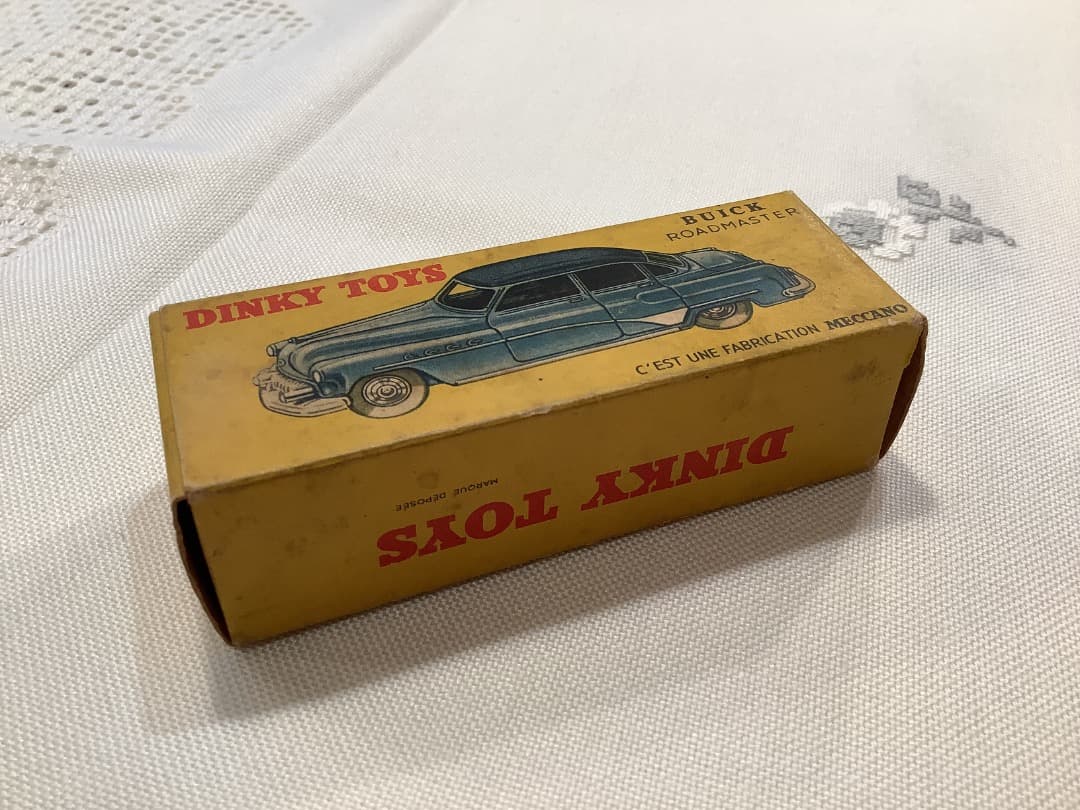 DINKY TOYS
BUICK
ROADMASTER
C'EST UNE FABRICATION MECCANO
DINKY TOYS
MARQUE DÉPOSÉE